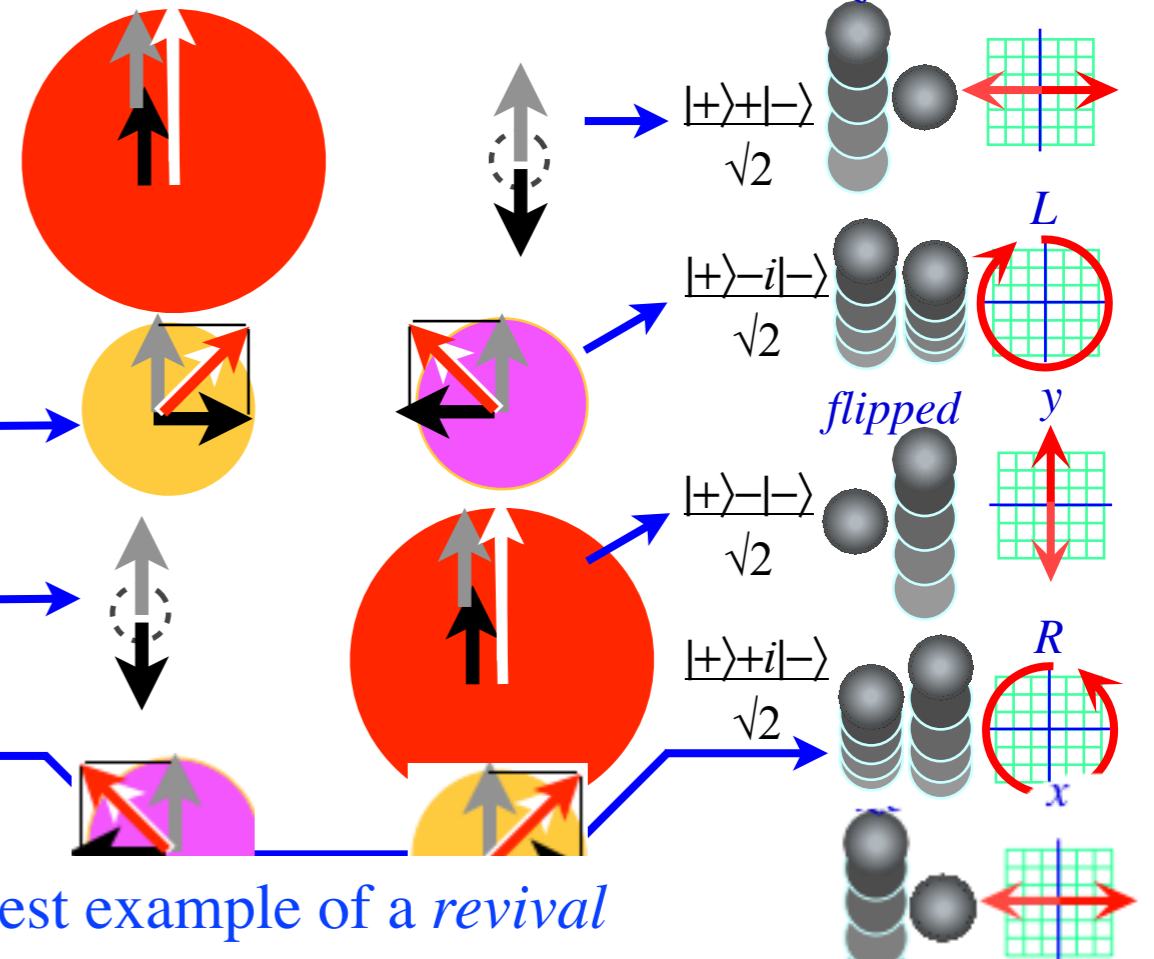 |+⟩+|−⟩
√2
L
|+⟩−i|−⟩
√2
flipped
y
|+⟩−|−⟩
√2
R
|+⟩+i|−⟩
√2
x
est example of a revival